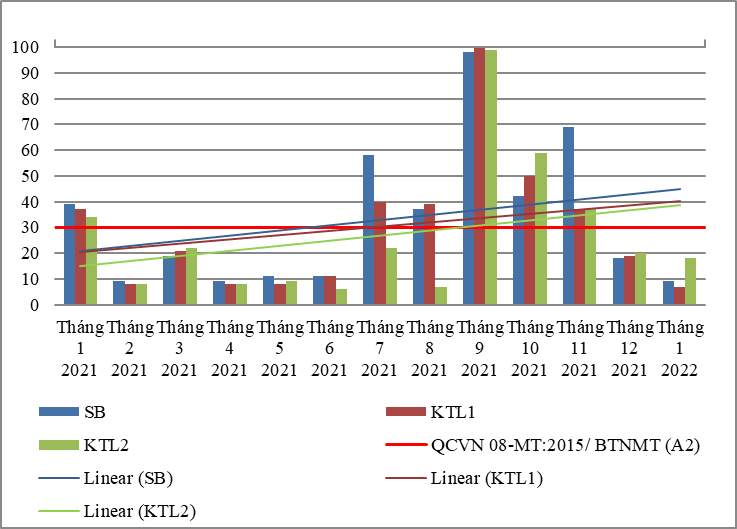 100
90
80
70
60
50
40
30
20
10
0
Tháng Tháng Tháng Tháng Tháng Tháng Tháng Tháng Tháng Tháng Tháng Tháng Tháng
1 2 3 4 5 6 7 8 9 10 11 12 1
2021 2021 2021 2021 2021 2021 2021 2021 2021 2021 2021 2021 2022
SB KTL1
KTL2 QCVN 08-MT:2015/ BTNMT (A2)
Linear (SB) Linear (KTL1)
Linear (KTL2)